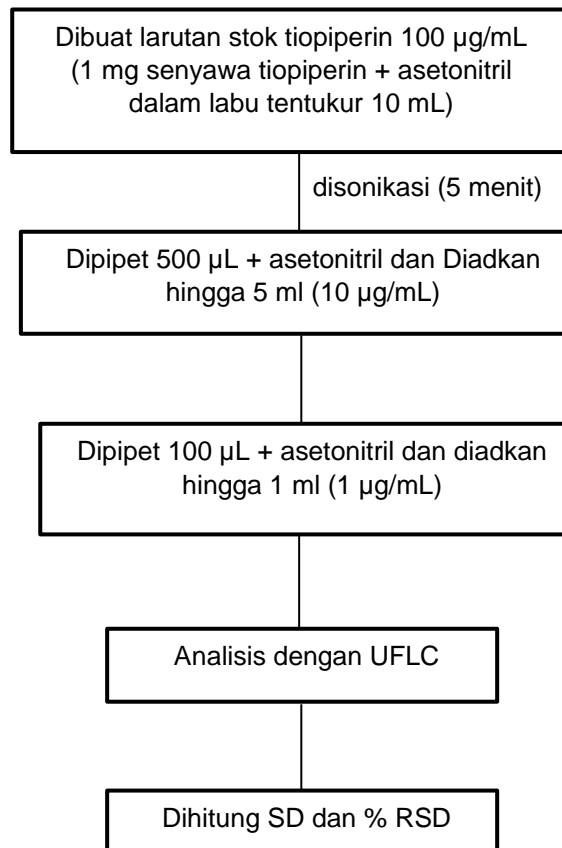 Dibuat larutan stok tiopiperin 100 µg/mL
(1 mg senyawa tiopiperin + asetonitril
dalam labu tentukur 10 mL)
disonikasi (5 menit)
Dipipet 500 µL + asetonitril dan Diadkan
hingga 5 ml (10 µg/mL)
Dipipet 100 µL + asetonitril dan diadkan
hingga 1 ml (1 µg/mL)
Analisis dengan UFLC
Dihitung SD dan % RSD